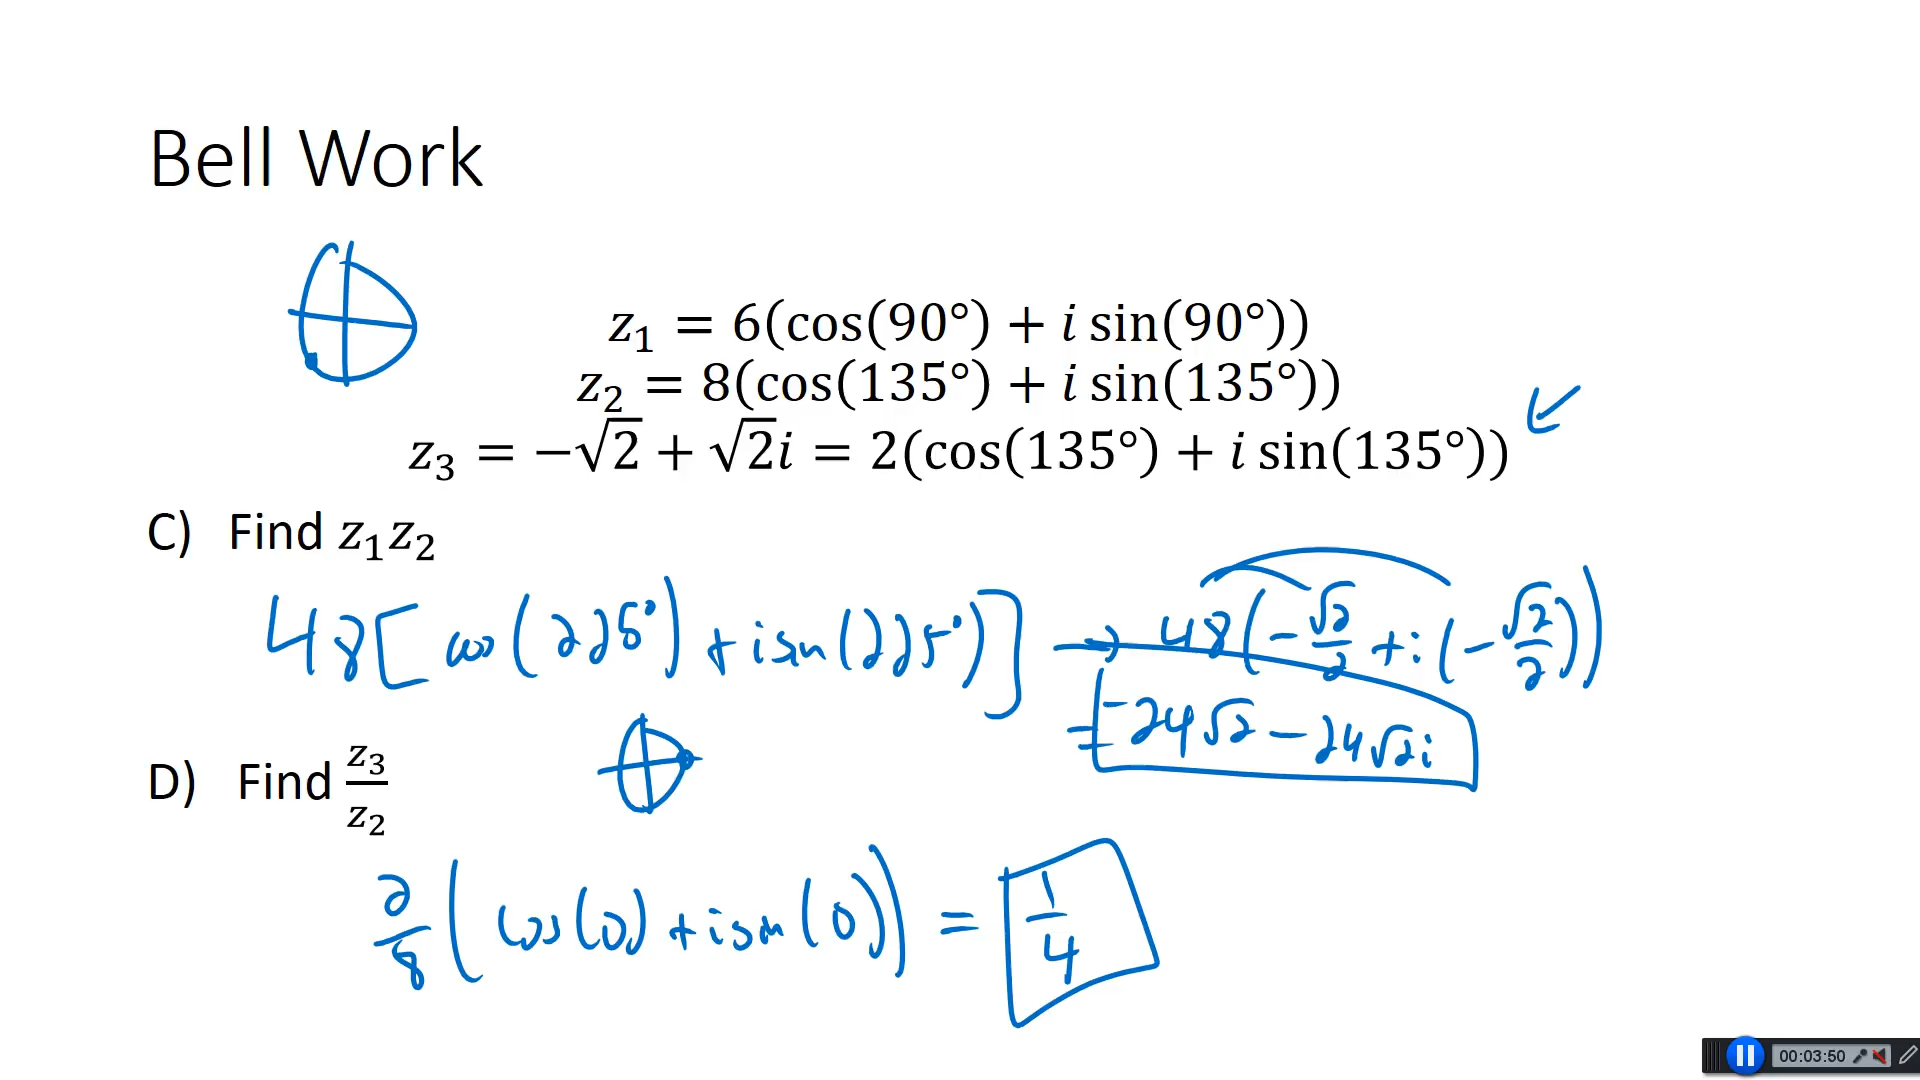 Bell Work
z₁ = 6(cos(90°) + i sin(90°))
z₂ = 8(cos(135°) + i sin(135°))
z₃ = −√2 + √2i = 2(cos(135°) + i sin(135°))
C) Find z₁z₂
48[cos(225°) + isin(225°)] → 48(-√2/2 + i(-√2/2))
= -24√2 - 24√2i
D) Find z₃/z₂
2/8 (cos(0) + isin(0)) = 1/4
00:03:50